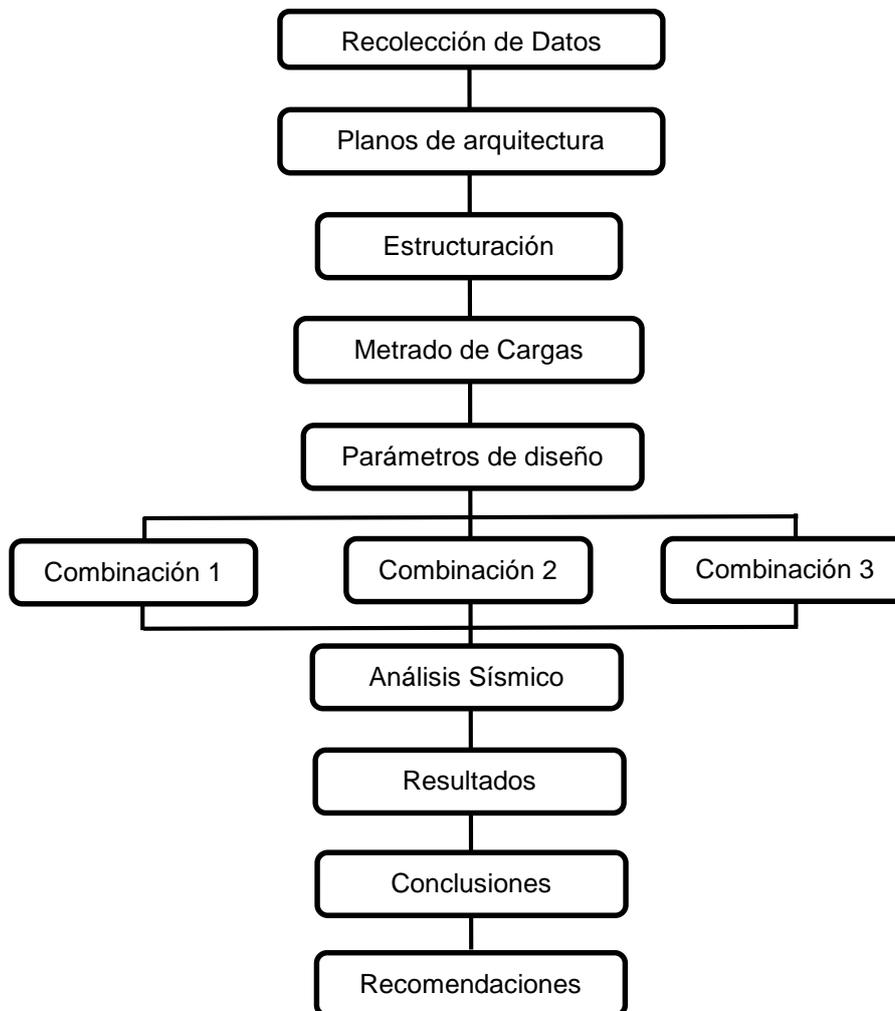 Recolección de Datos
Planos de arquitectura
Estructuración
Metrado de Cargas
Parámetros de diseño
Combinación 1
Combinación 2
Combinación 3
Análisis Sísmico
Resultados
Conclusiones
Recomendaciones